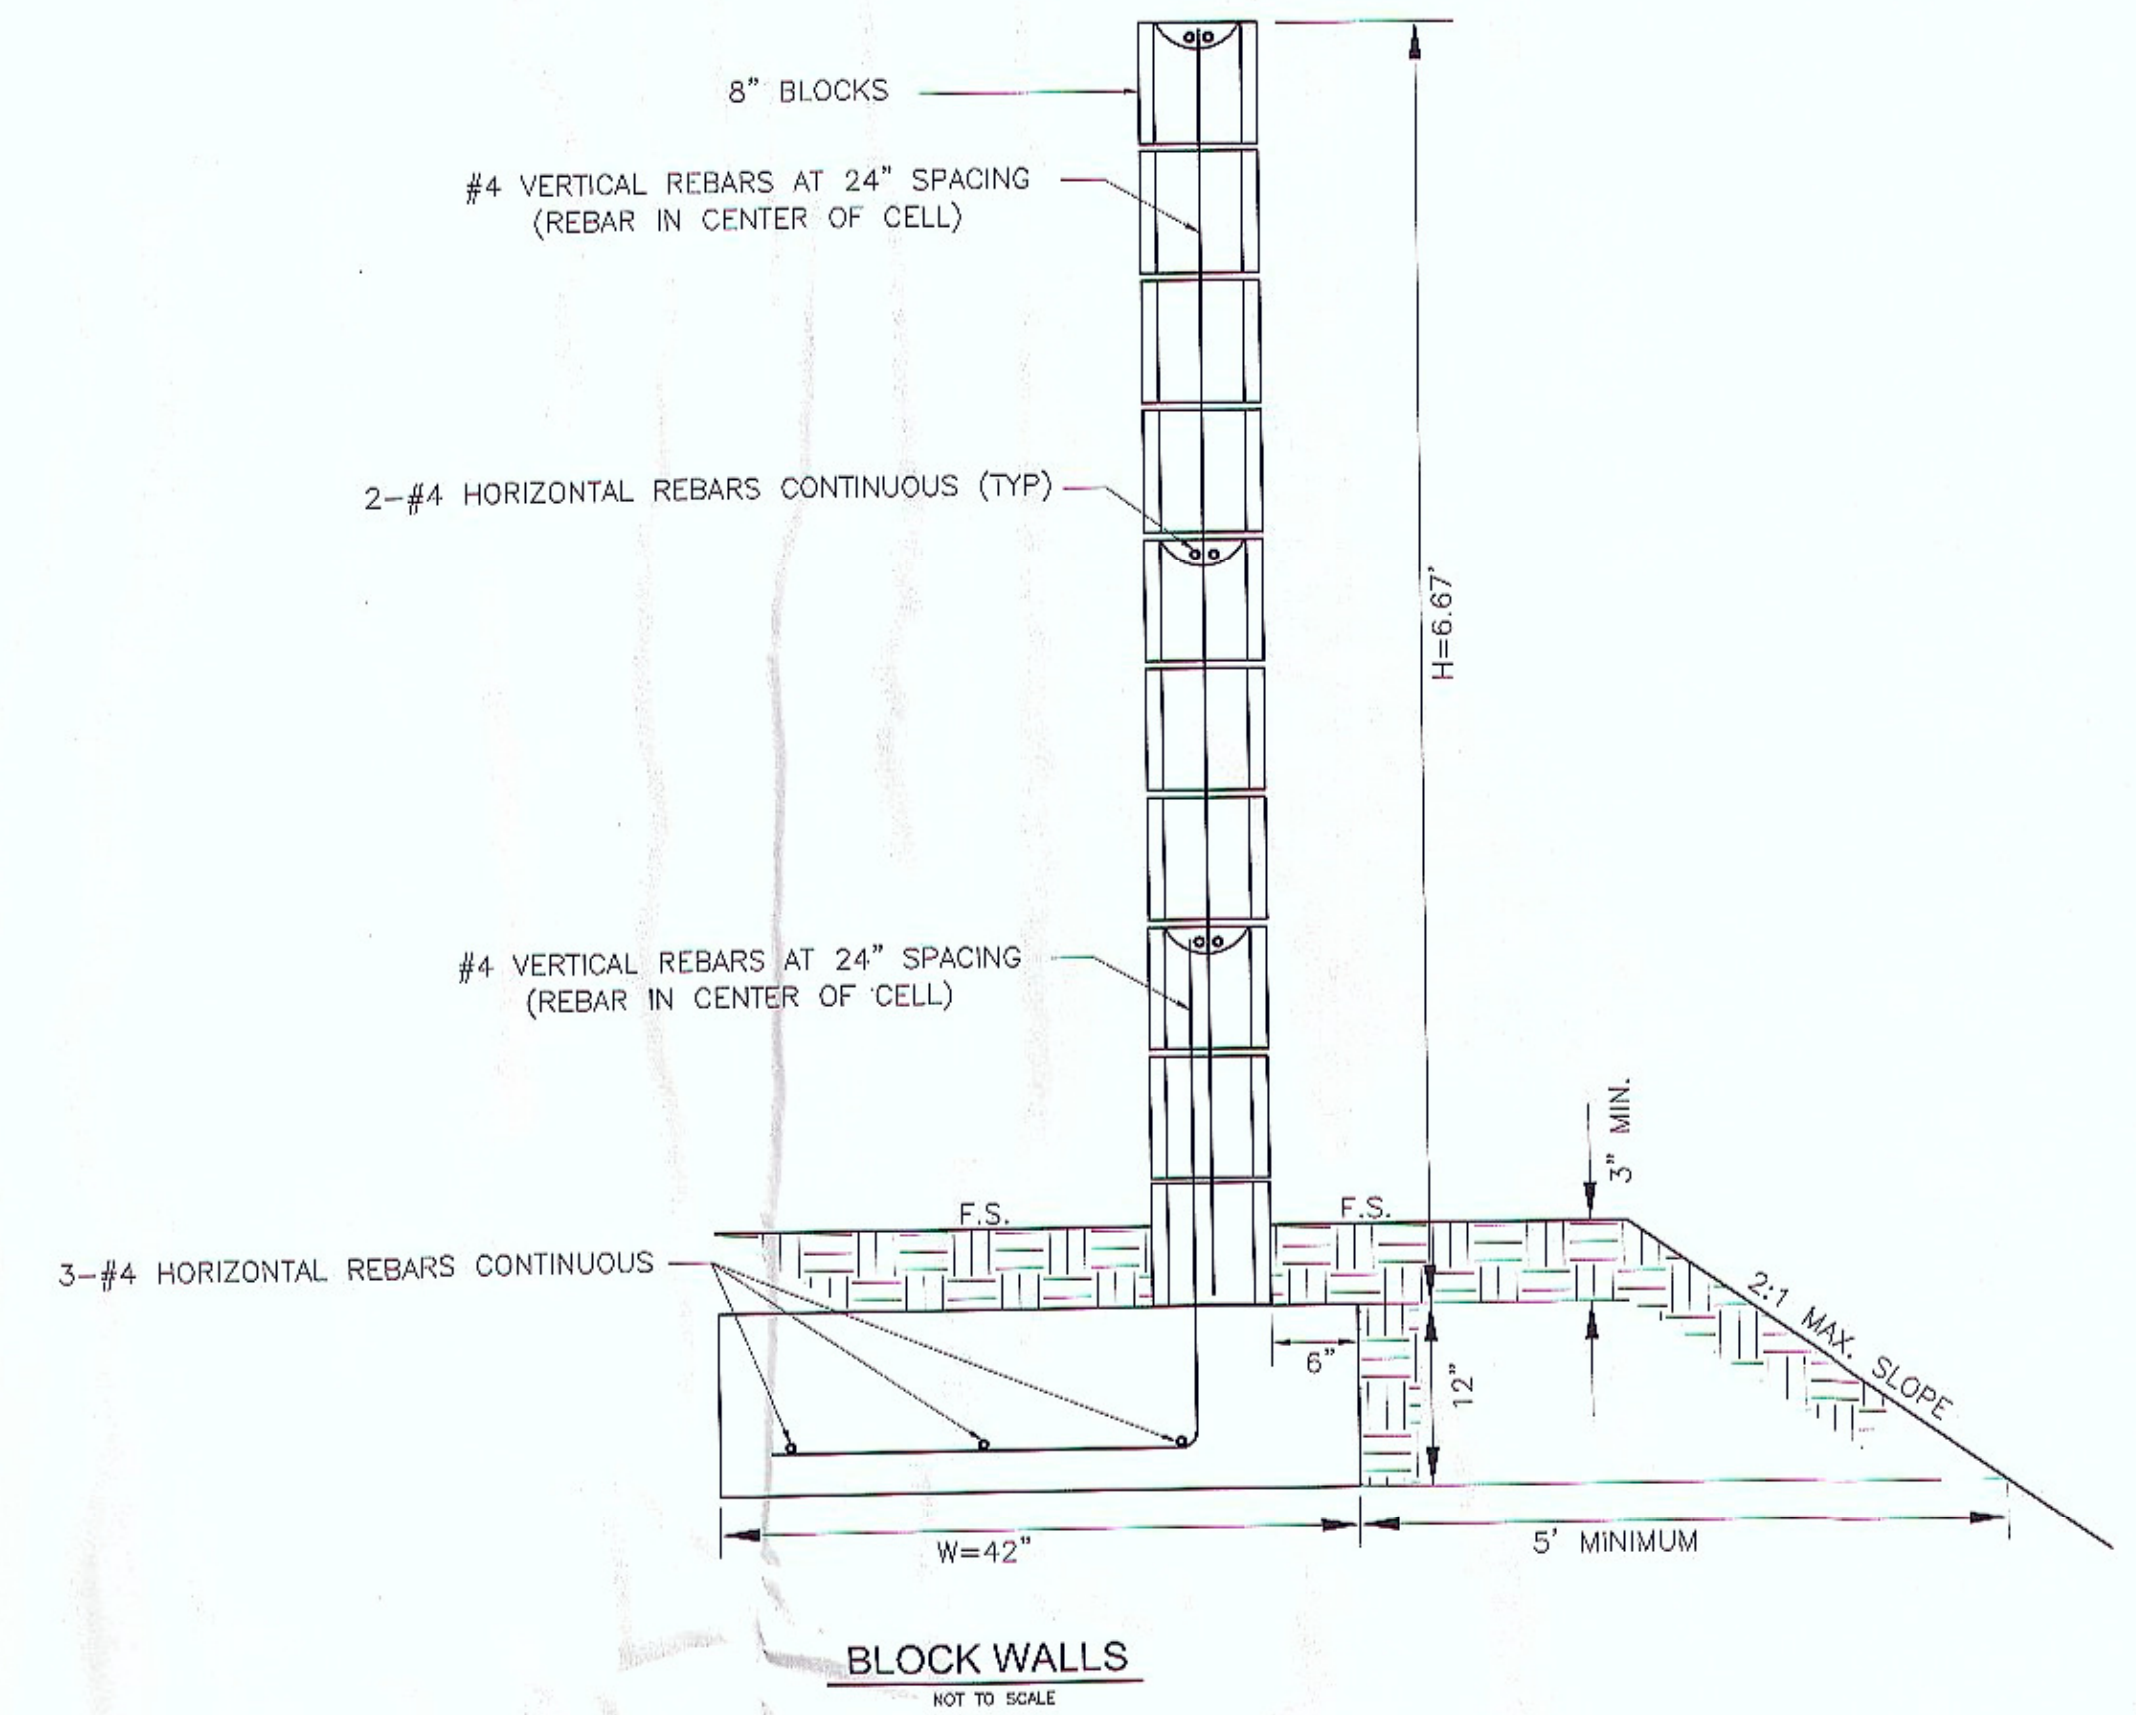 8" BLOCKS
#4 VERTICAL REBARS AT 24" SPACING
(REBAR IN CENTER OF CELL)
2-#4 HORIZONTAL REBARS CONTINUOUS (TYP)
H=6.67'
#4 VERTICAL REBARS AT 24" SPACING
(REBAR IN CENTER OF CELL)
3" MIN.
F.S.
F.S.
3-#4 HORIZONTAL REBARS CONTINUOUS
2:1 MAX. SLOPE
6"
12"
W=42"
5' MINIMUM
BLOCK WALLS
NOT TO SCALE